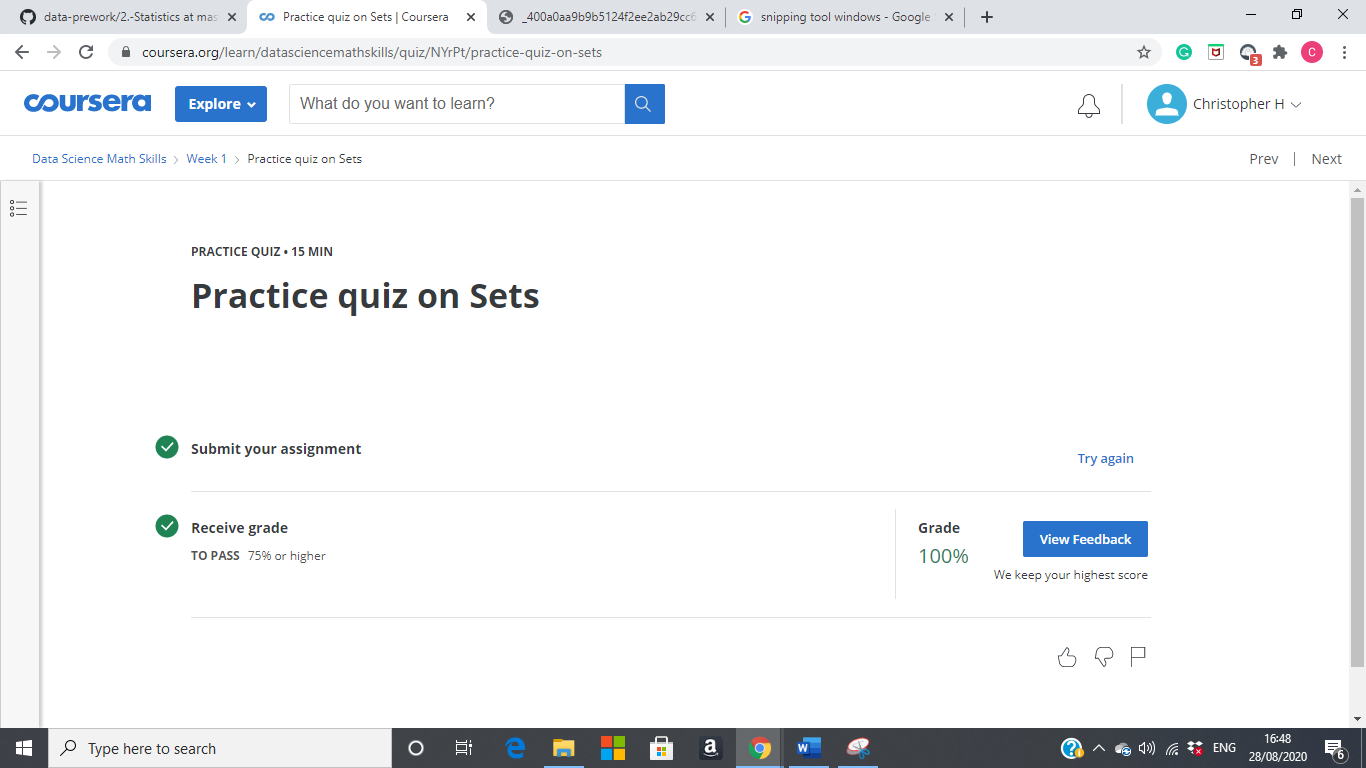 data-prework/2.-Statistics at mas
Practice quiz on Sets | Coursera
_400a0aa9b9b5124f2ee2ab29cc6
snipping tool windows - Google
coursera.org/learn/datasciencemathskills/quiz/NYrPt/practice-quiz-on-sets
3
C
coursera
Explore
What do you want to learn?
Christopher H
Data Science Math Skills
Week 1
Practice quiz on Sets
Prev
Next
PRACTICE QUIZ • 15 MIN
Practice quiz on Sets
Submit your assignment
Try again
Receive grade
TO PASS 75% or higher
Grade
100%
View Feedback
We keep your highest score
Type here to search
ENG
16:48
28/08/2020
6